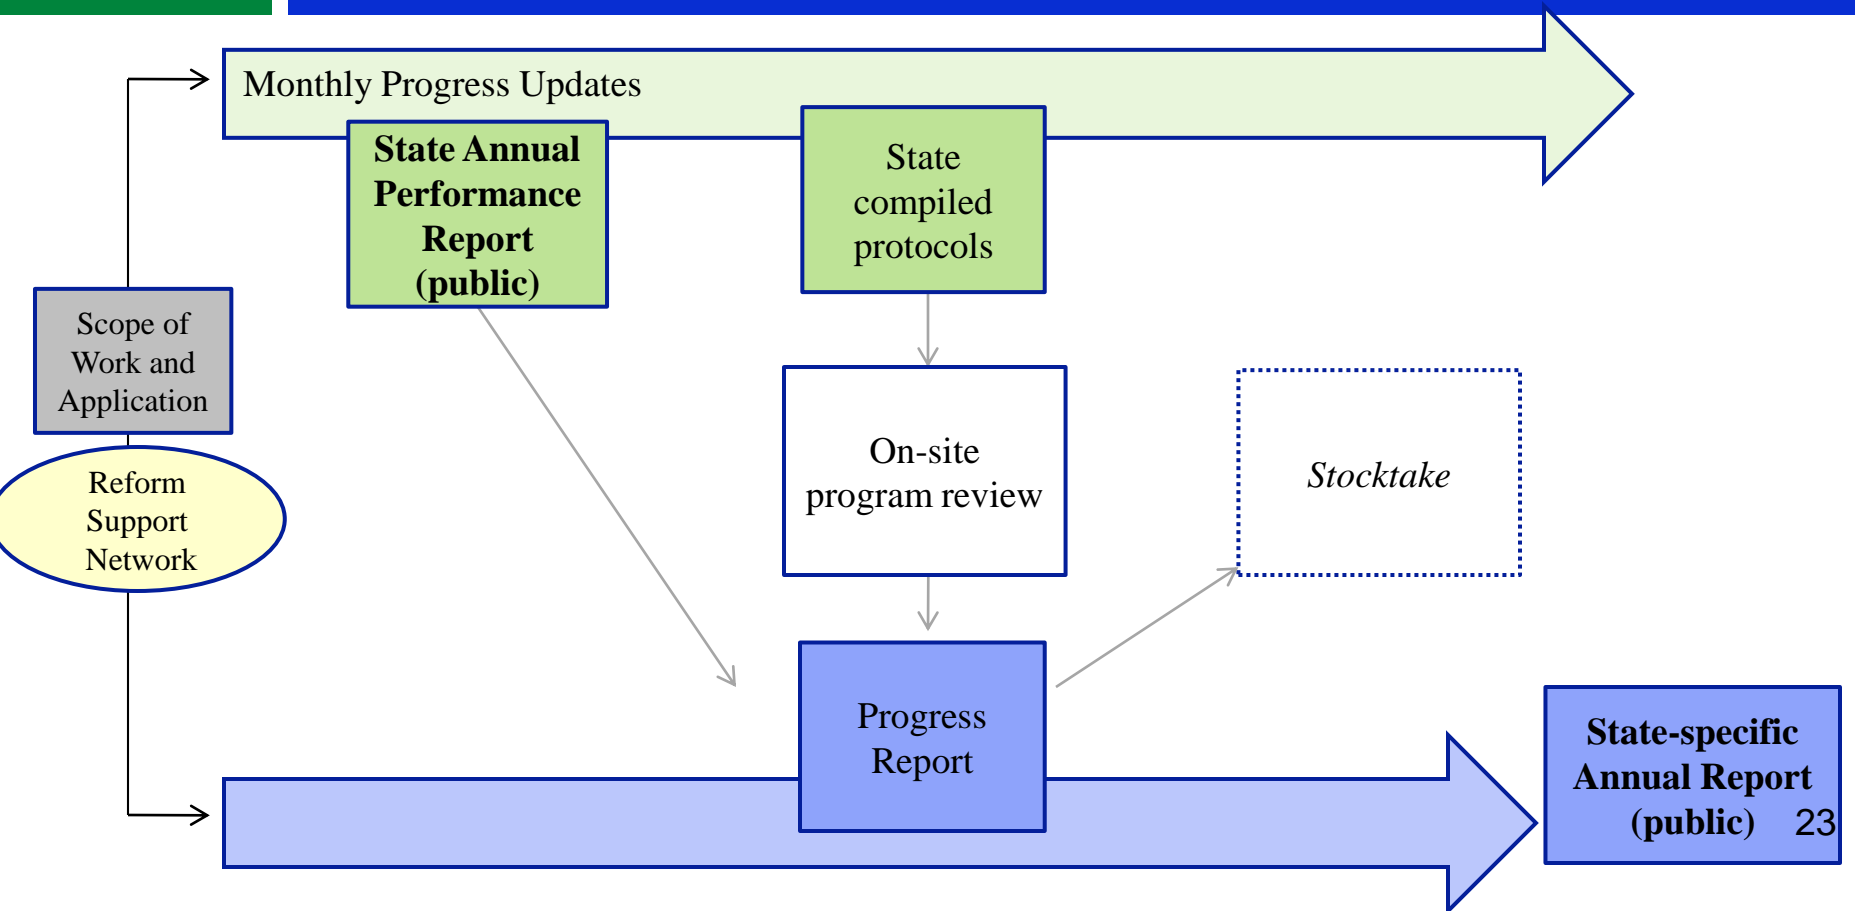 Monthly Progress Updates
State Annual
Performance
Report
(public)
State
compiled
protocols
Scope of
Work and
Application
Reform
Support
Network
On-site
program review
Stocktake
Progress
Report
State-specific
Annual Report
(public)
23